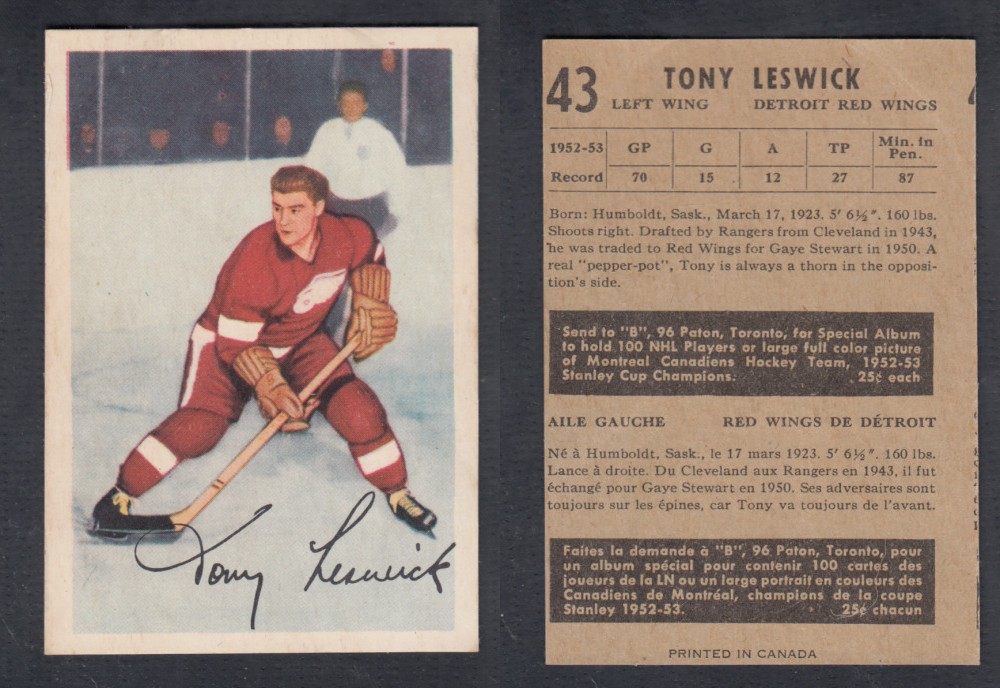 Tony Leswick
43 TONY LESWICK
LEFT WING DETROIT RED WINGS
1952-53 GP G A TP Min. in Pen.
Record 70 15 12 27 87
Born: Humboldt, Sask., March 17, 1923. 5' 6½". 160 lbs.
Shoots right. Drafted by Rangers from Cleveland in 1943,
he was traded to Red Wings for Gaye Stewart in 1950. A
real "pepper-pot", Tony is always a thorn in the opposi-
tion's side.
Send to "B", 96 Paton, Toronto, for Special Album
to hold 100 NHL Players or large full color picture
of Montreal Canadiens Hockey Team, 1952-53
Stanley Cup Champions. 25¢ each
AILE GAUCHE RED WINGS DE DÉTROIT
Né à Humboldt, Sask., le 17 mars 1923. 5' 6½". 160 lbs.
Lance à droite. Du Cleveland aux Rangers en 1943, il fut
échangé pour Gaye Stewart en 1950. Ses adversaires sont
toujours sur les épines, car Tony va toujours de l'avant.
Faites la demande à "B", 96 Paton, Toronto, pour
un album spécial pour contenir 100 cartes des
joueurs de la LN ou un large portrait en couleurs des
Canadiens de Montréal, champions de la coupe
Stanley 1952-53. 25¢ chacun
PRINTED IN CANADA